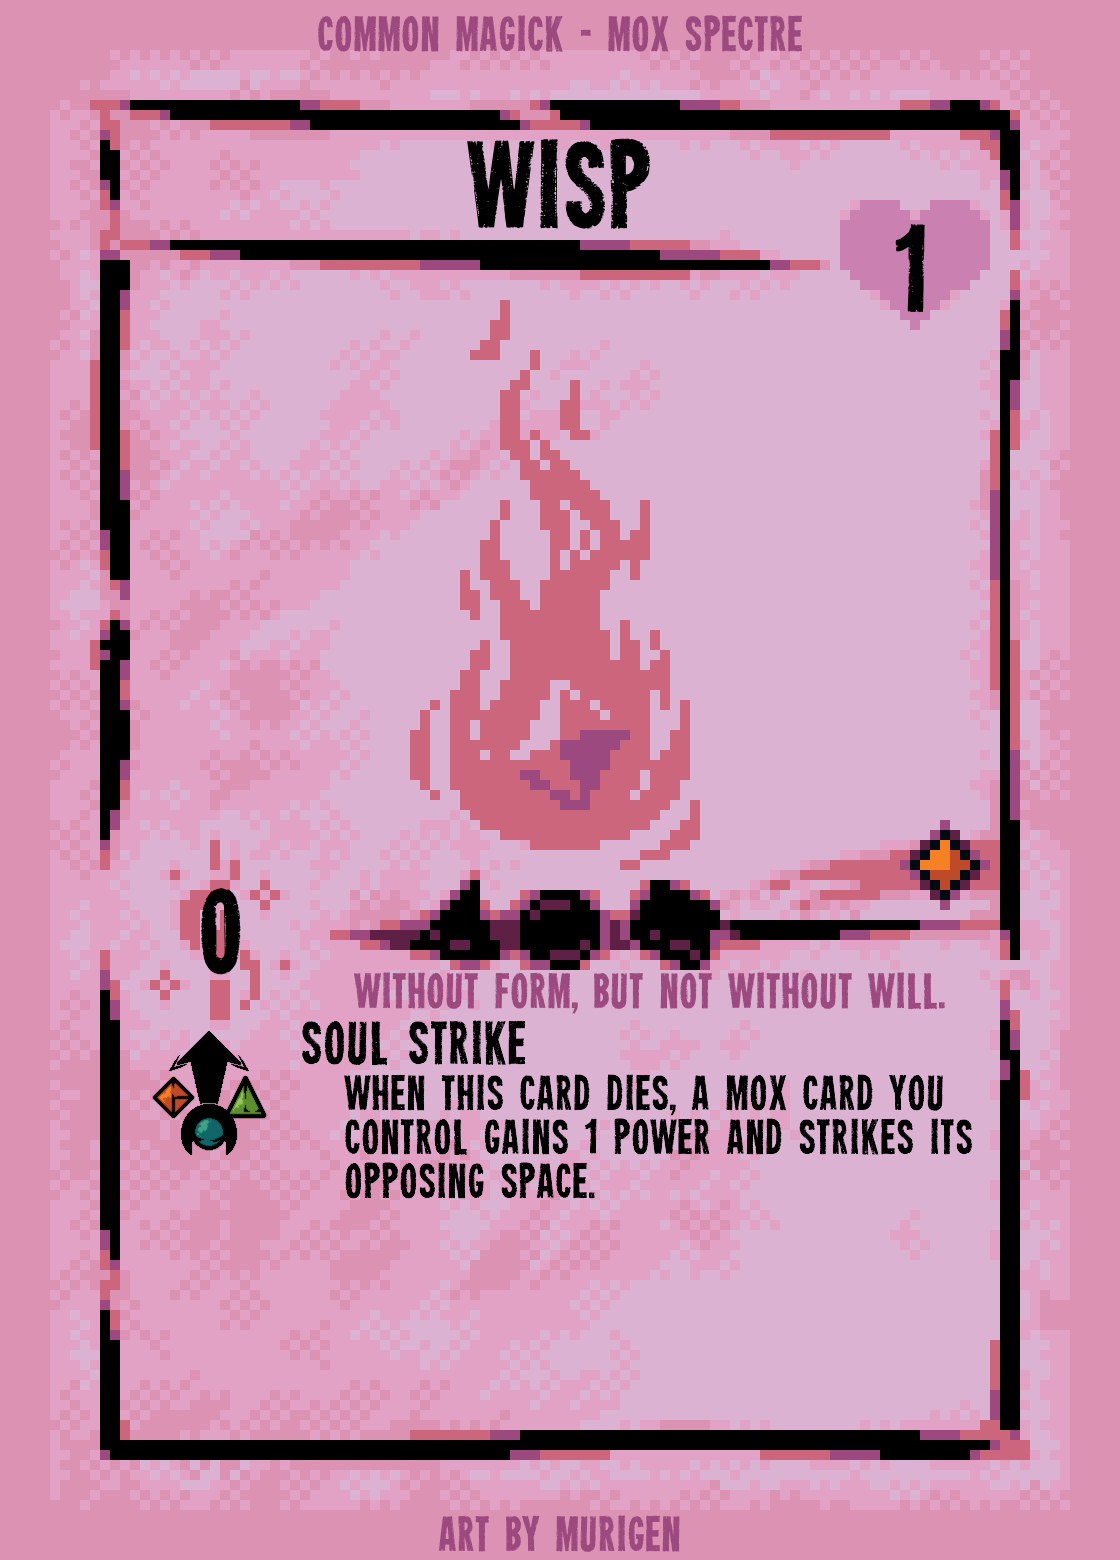 COMMON MAGICK - MOX SPECTRE
WISP
1
0
WITHOUT FORM, BUT NOT WITHOUT WILL.
SOUL STRIKE
WHEN THIS CARD DIES, A MOX CARD YOU
CONTROL GAINS 1 POWER AND STRIKES ITS
OPPOSING SPACE.
ART BY MURIGEN